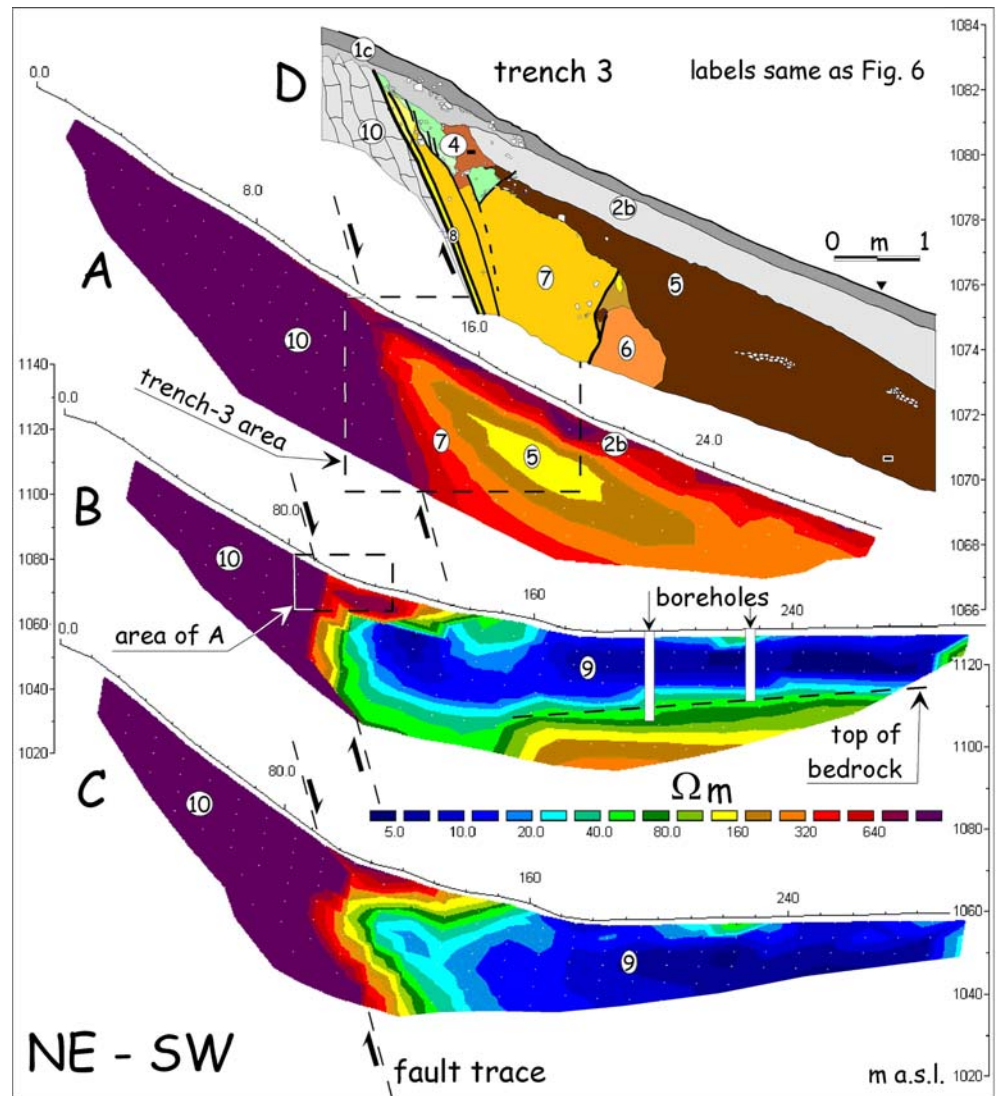 D
trench 3
labels same as Fig. 6
1c
10
4
8
7
2b
5
6
0 m 1
1084
1082
1080
1078
1076
1074
1072
1070
1068
1066
A
0.0
8.0
16.0
24.0
10
7
5
2b
trench-3 area
1140
1120
1100
1080
1060
1040
1020
B
0.0
80.0
160
240
10
9
area of A
boreholes
top of bedrock
Ωm
5.0 10.0 20.0 40.0 80.0 160 320 640
1120
1100
1080
1060
1040
1020
C
0.0
80.0
160
240
10
9
NE - SW
fault trace
m a.s.l.